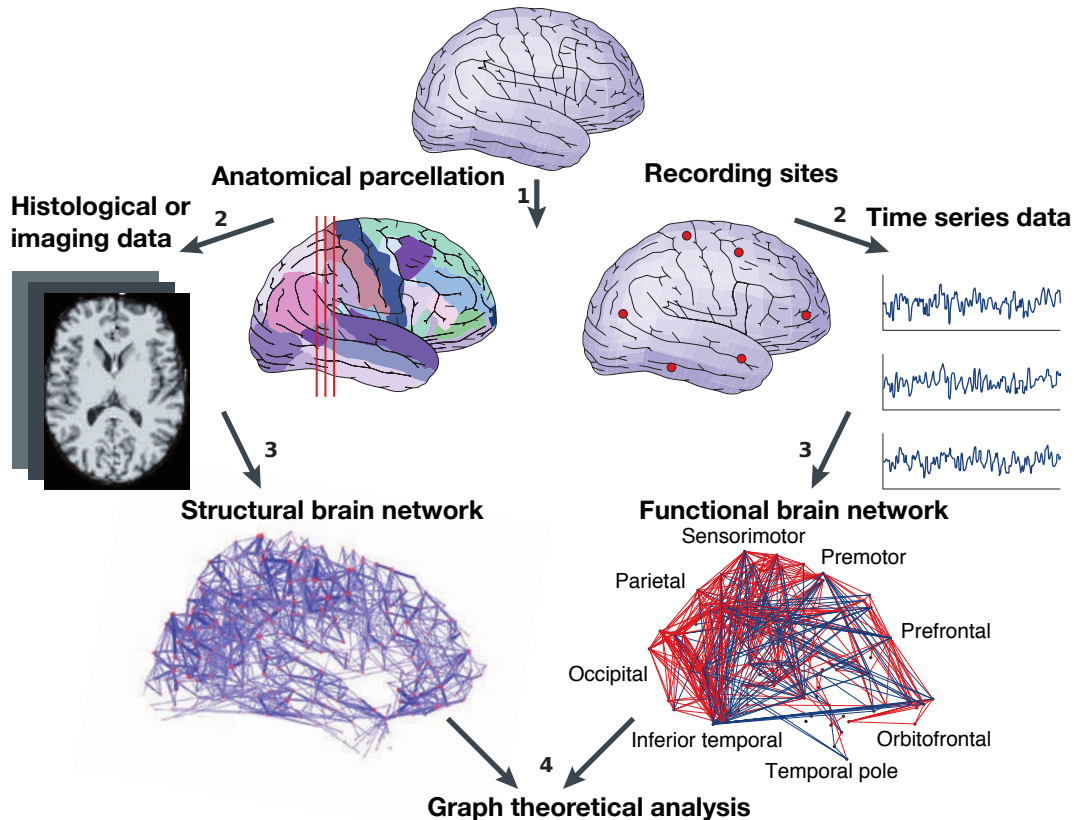 Anatomical parcellation
1
Recording sites
Histological or
imaging data
2
2
Time series data
3
3
Structural brain network
Functional brain network
Sensorimotor
Premotor
Parietal
Prefrontal
Occipital
Inferior temporal
Orbitofrontal
Temporal pole
4
Graph theoretical analysis